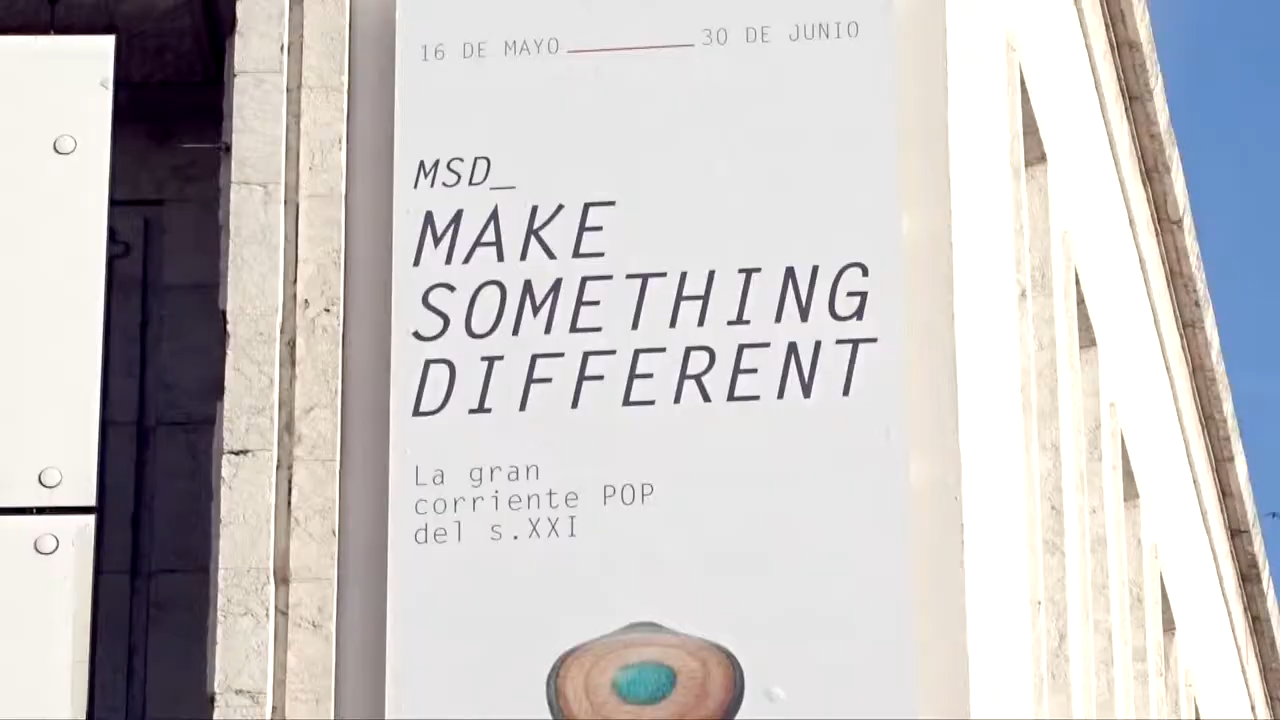 16 DE MAYO 30 DE JUNIO
MSD_
MAKE
SOMETHING
DIFFERENT
La gran
corriente POP
del s.XXI